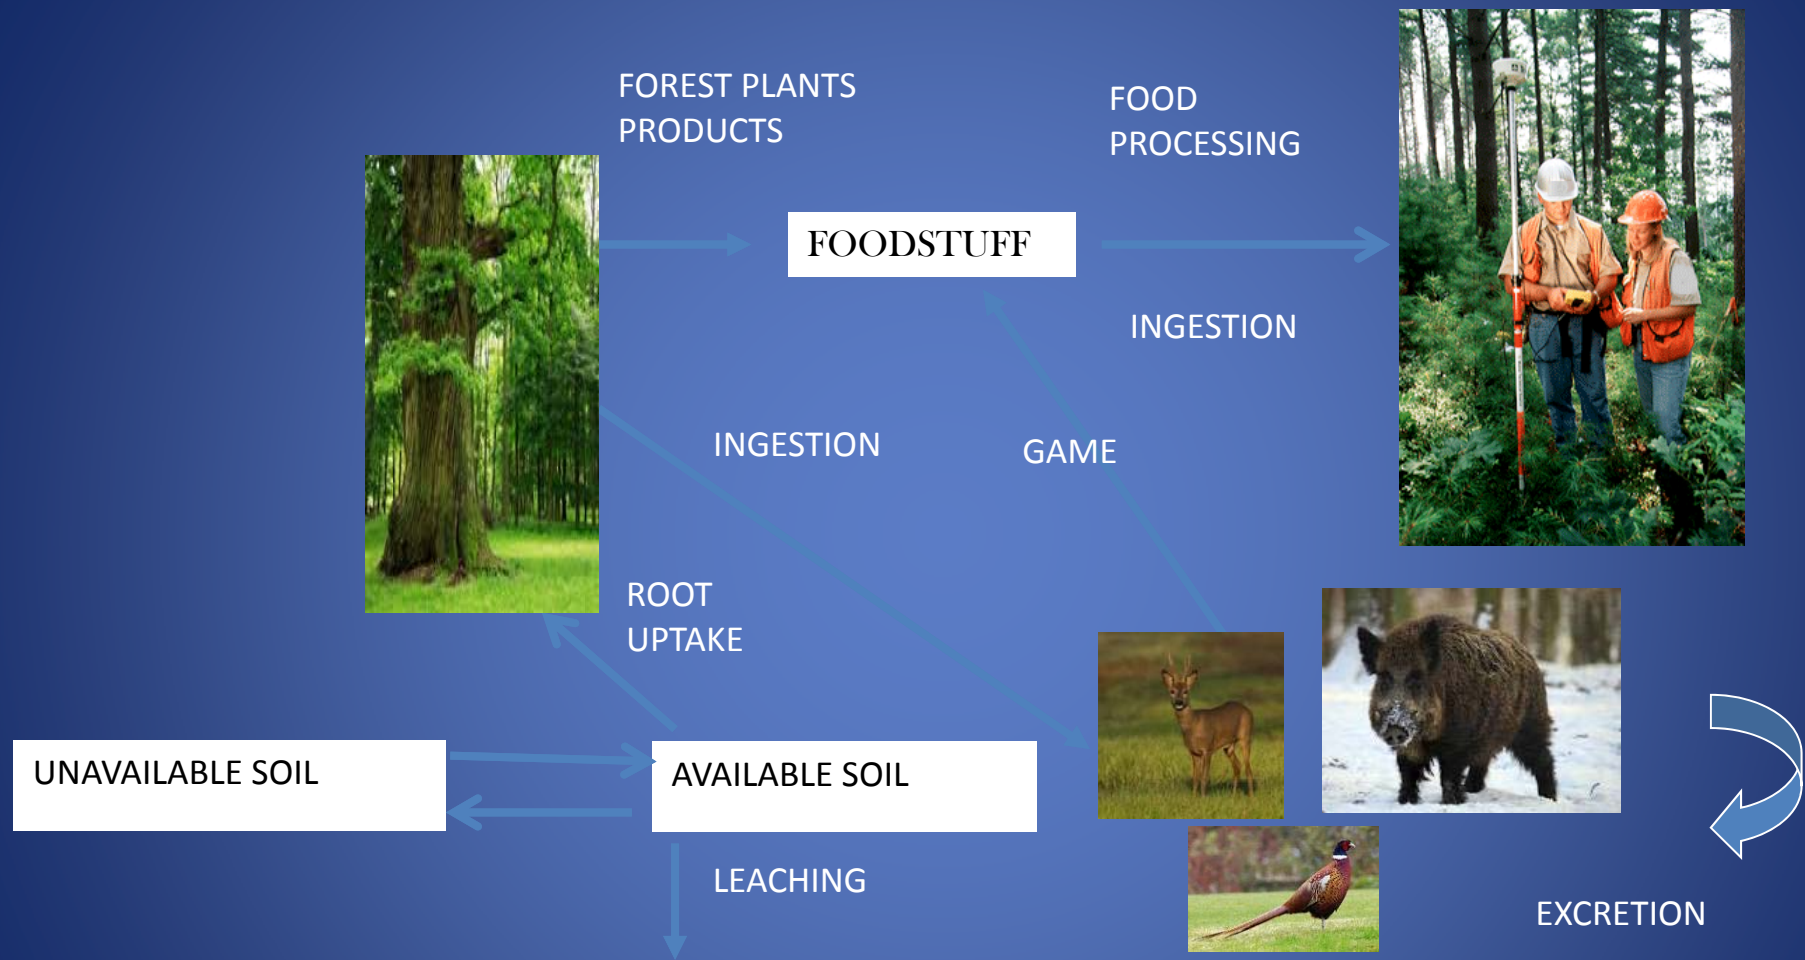 FOREST PLANTS
PRODUCTS
FOOD
PROCESSING
FOODSTUFF
INGESTION
INGESTION
GAME
ROOT
UPTAKE
UNAVAILABLE SOIL
AVAILABLE SOIL
LEACHING
EXCRETION